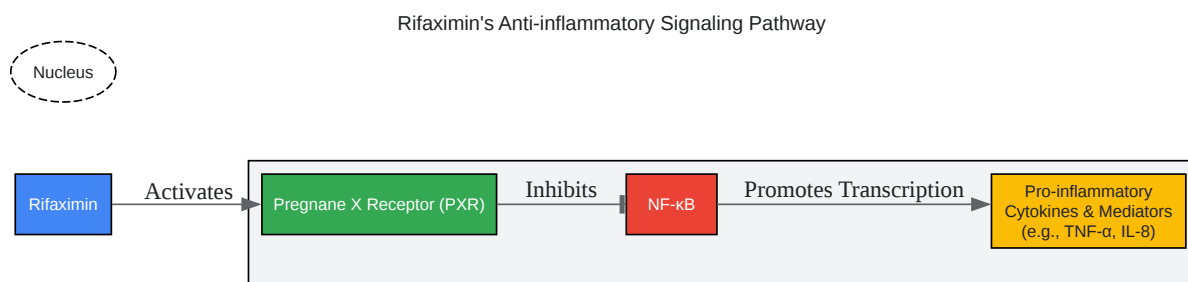 Rifaximin's Anti-inflammatory Signaling Pathway
Nucleus
Rifaximin
Activates
Pregnane X Receptor (PXR)
Inhibits
NF-κB
Promotes Transcription
Pro-inflammatory
Cytokines & Mediators
(e.g., TNF-α, IL-8)